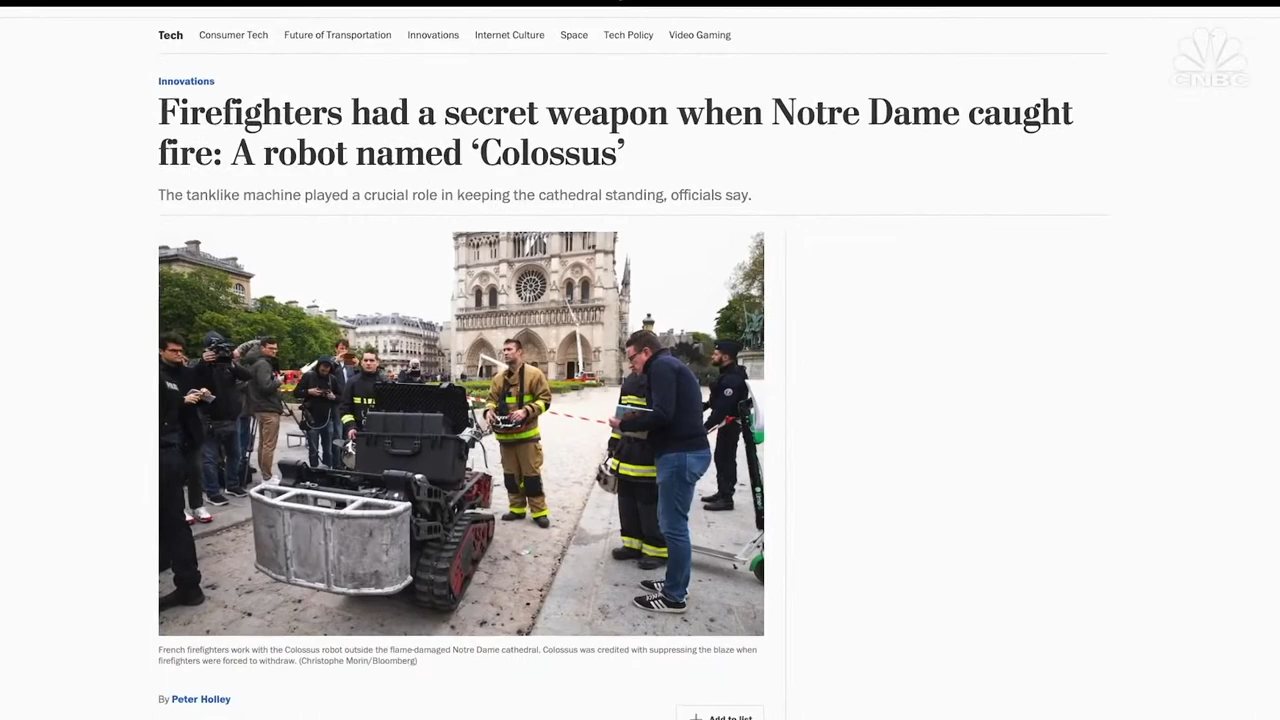 CNBC
Tech Consumer Tech Future of Transportation Innovations Internet Culture Space Tech Policy Video Gaming
Innovations
Firefighters had a secret weapon when Notre Dame caught
fire: A robot named ‘Colossus’
The tanklike machine played a crucial role in keeping the cathedral standing, officials say.
French firefighters work with the Colossus robot outside the flame-damaged Notre Dame cathedral. Colossus was credited with suppressing the blaze when
firefighters were forced to withdraw. (Christophe Morin/Bloomberg)
By Peter Holley
Add to list